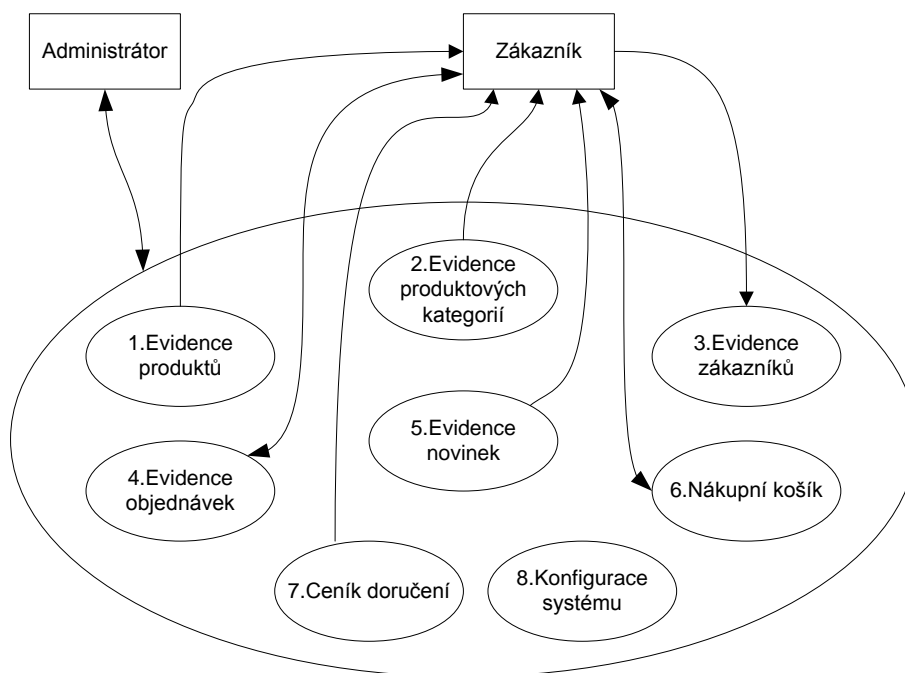 Administrátor
Zákazník
2.Evidence
produktových
kategorií
1.Evidence
produktů
3.Evidence
zákazníků
5.Evidence
novinek
4.Evidence
objednávek
6.Nákupní košík
7.Ceník doručení
8.Konfigurace
systému